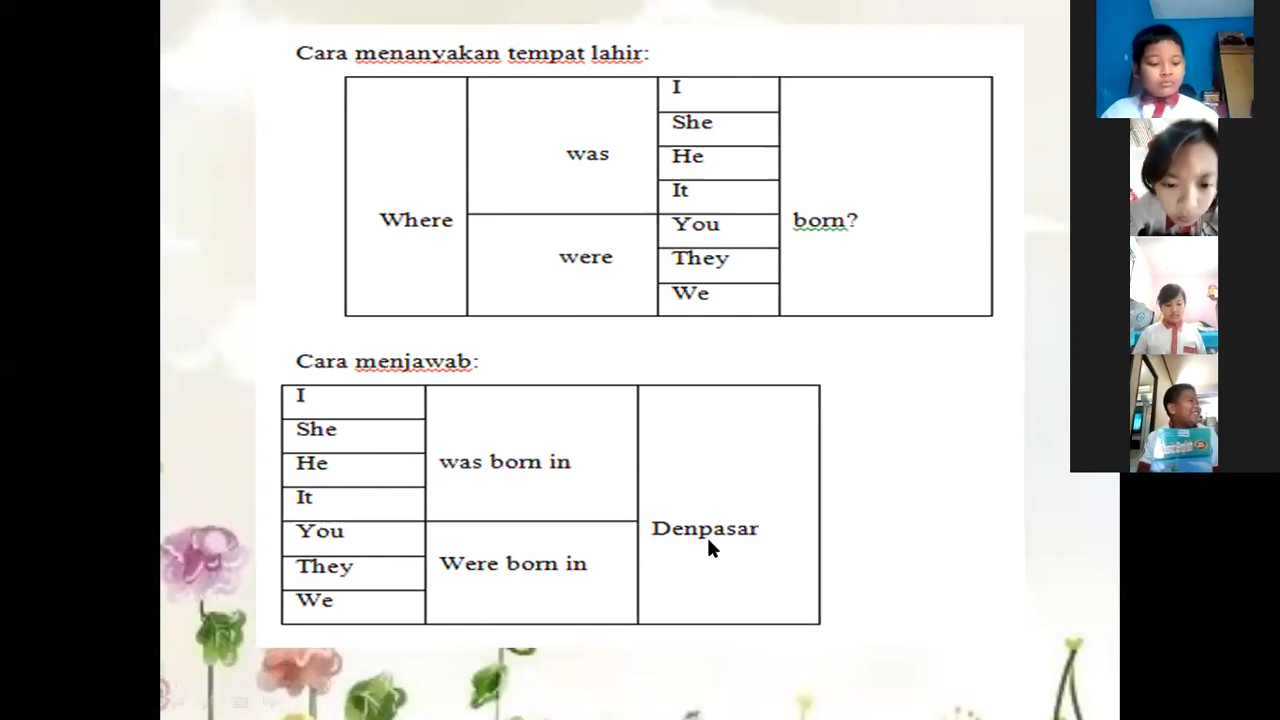 Cara menanyakan tempat lahir:
I
She
was
He
It
Where
You
born?
were
They
We
Cara menjawab:
I
She
was born in
He
It
You
Denpasar
Were born in
They
We